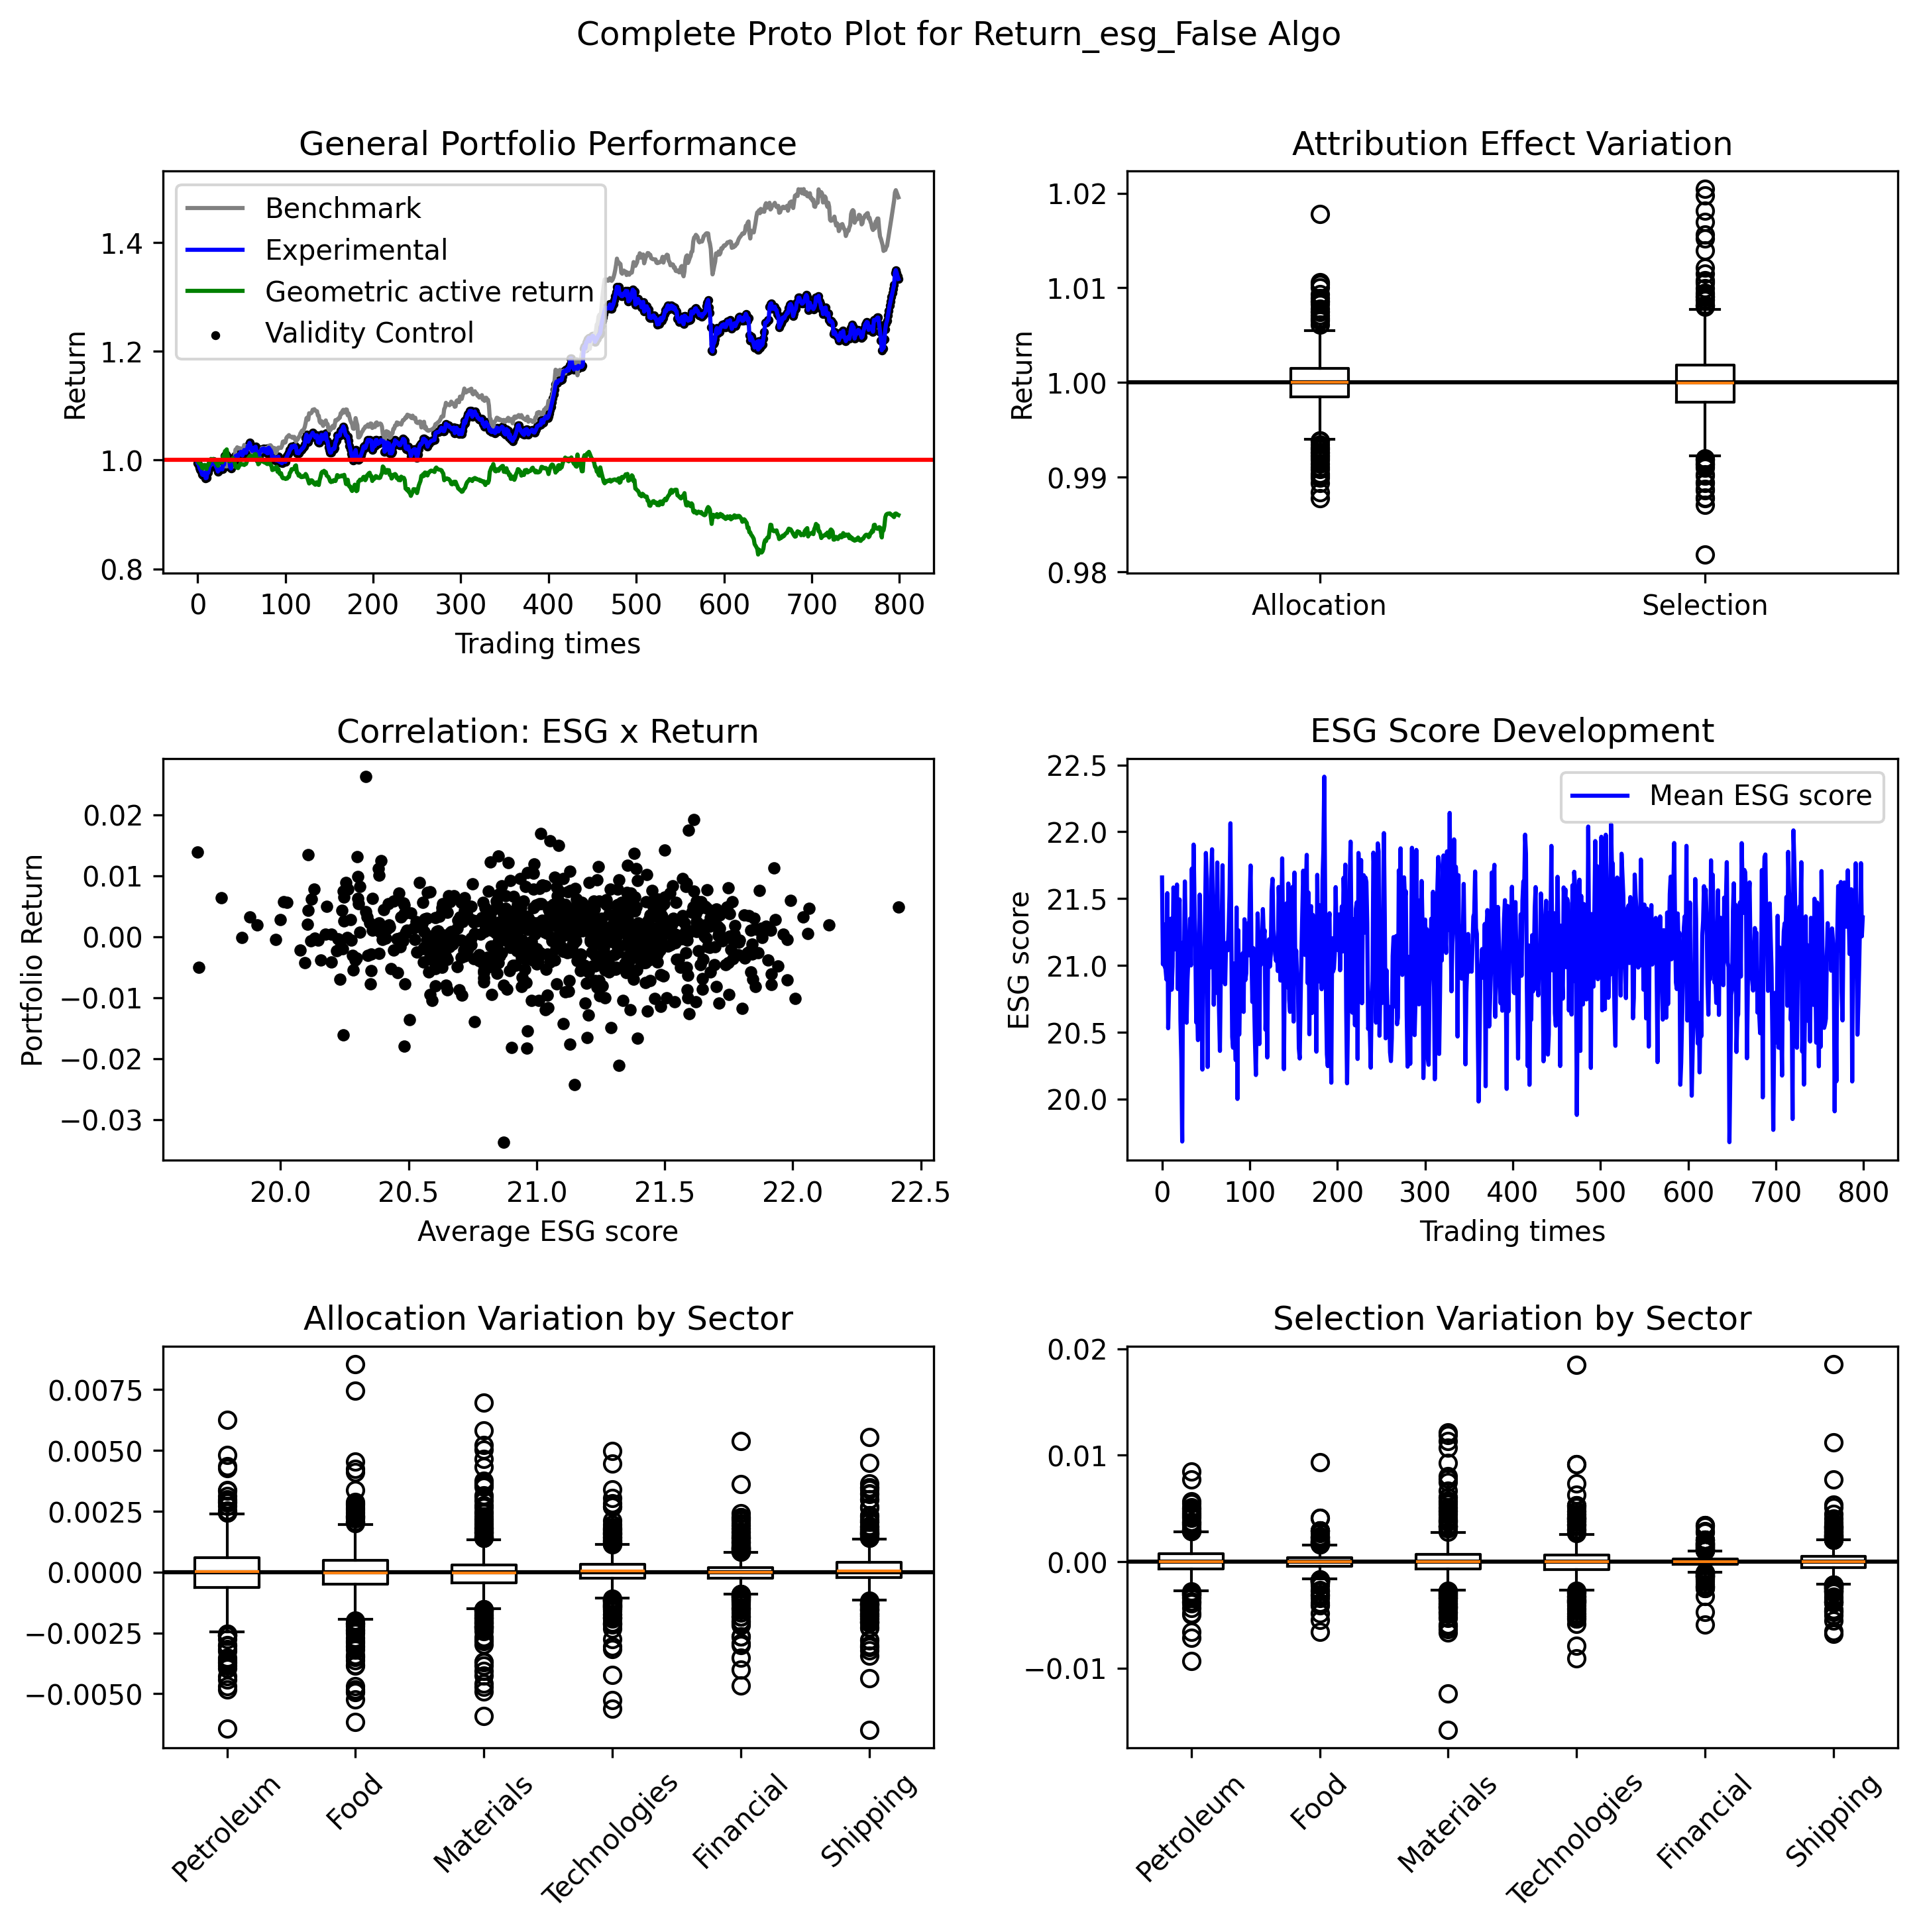 Complete Proto Plot for Return_esg_False Algo
General Portfolio Performance
Benchmark
Experimental
Geometric active return
Validity Control
Return
1.4
1.2
1.0
0.8
0 100 200 300 400 500 600 700 800
Trading times
Attribution Effect Variation
Return
1.02
1.01
1.00
0.99
0.98
Allocation Selection
Correlation: ESG x Return
Portfolio Return
0.02
0.01
0.00
−0.01
−0.02
−0.03
20.0 20.5 21.0 21.5 22.0 22.5
Average ESG score
ESG Score Development
Mean ESG score
ESG score
22.5
22.0
21.5
21.0
20.5
20.0
0 100 200 300 400 500 600 700 800
Trading times
Allocation Variation by Sector
0.0075
0.0050
0.0025
0.0000
−0.0025
−0.0050
Petroleum Food Materials Technologies Financial Shipping
Selection Variation by Sector
0.02
0.01
0.00
−0.01
Petroleum Food Materials Technologies Financial Shipping